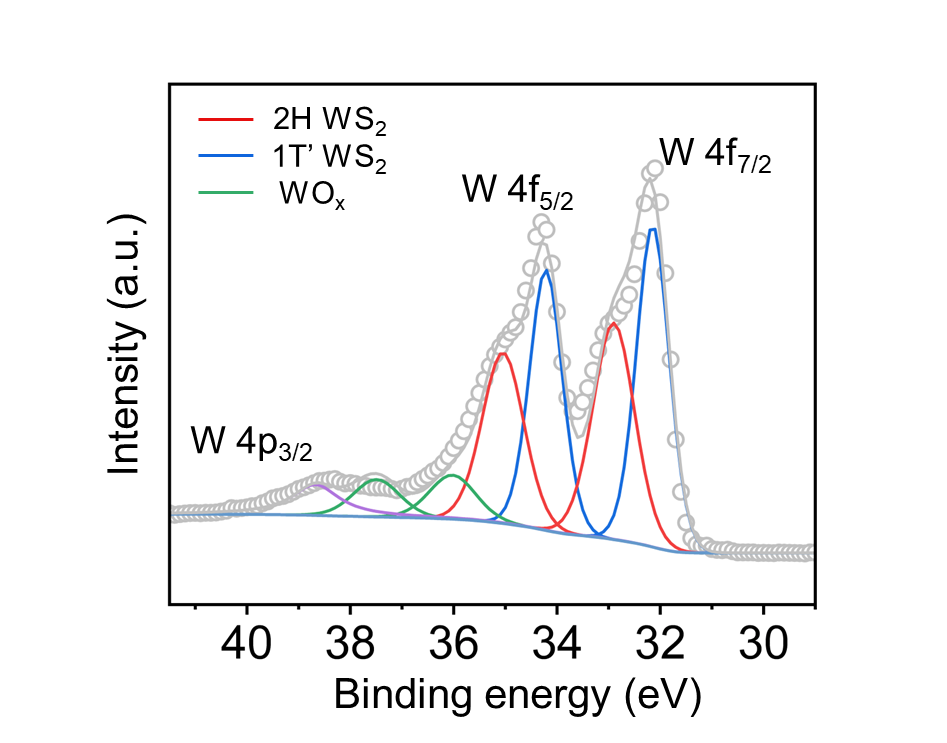 2H WS₂
1T’ WS₂
WOₓ
W 4f₇/₂
W 4f₅/₂
W 4p₃/₂
Intensity (a.u.)
40 38 36 34 32 30
Binding energy (eV)